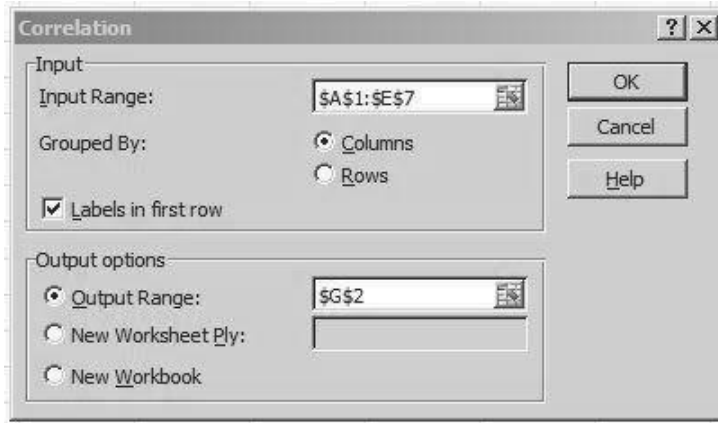 Correlation
Input
Input Range: $A$1:$E$7
Grouped By: Columns
Rows
Labels in first row
OK
Cancel
Help
Output options
Output Range: $G$2
New Worksheet Ply:
New Workbook